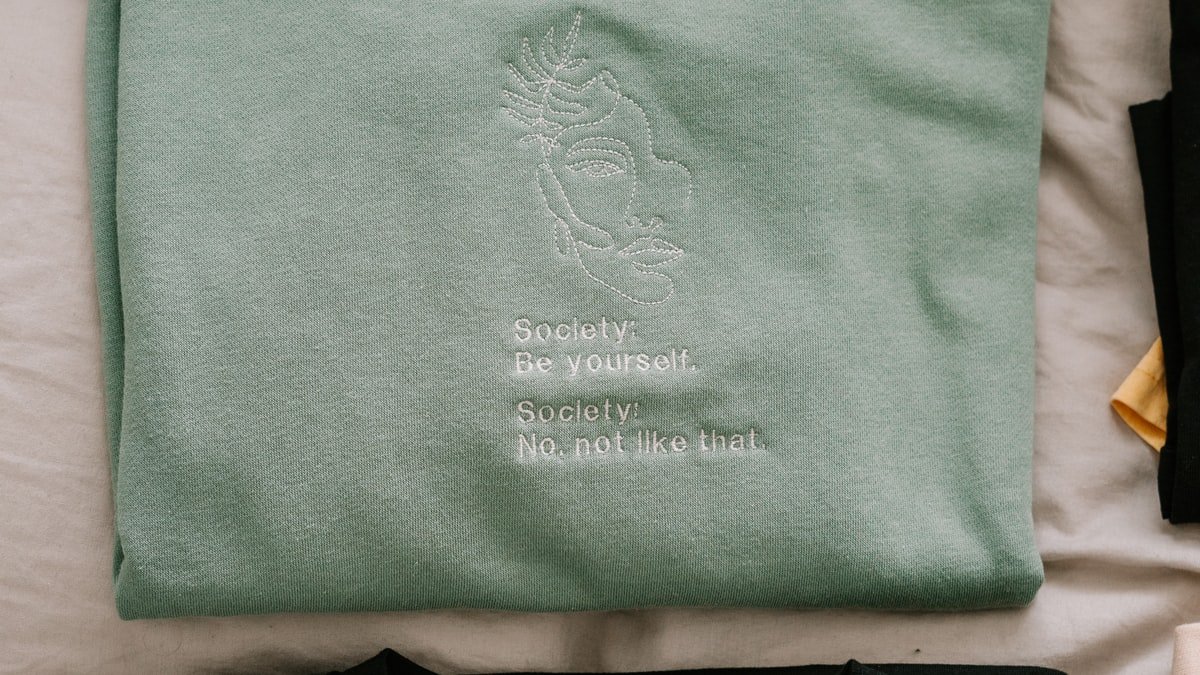 Society:
Be yourself.
Society:
No, not like that.